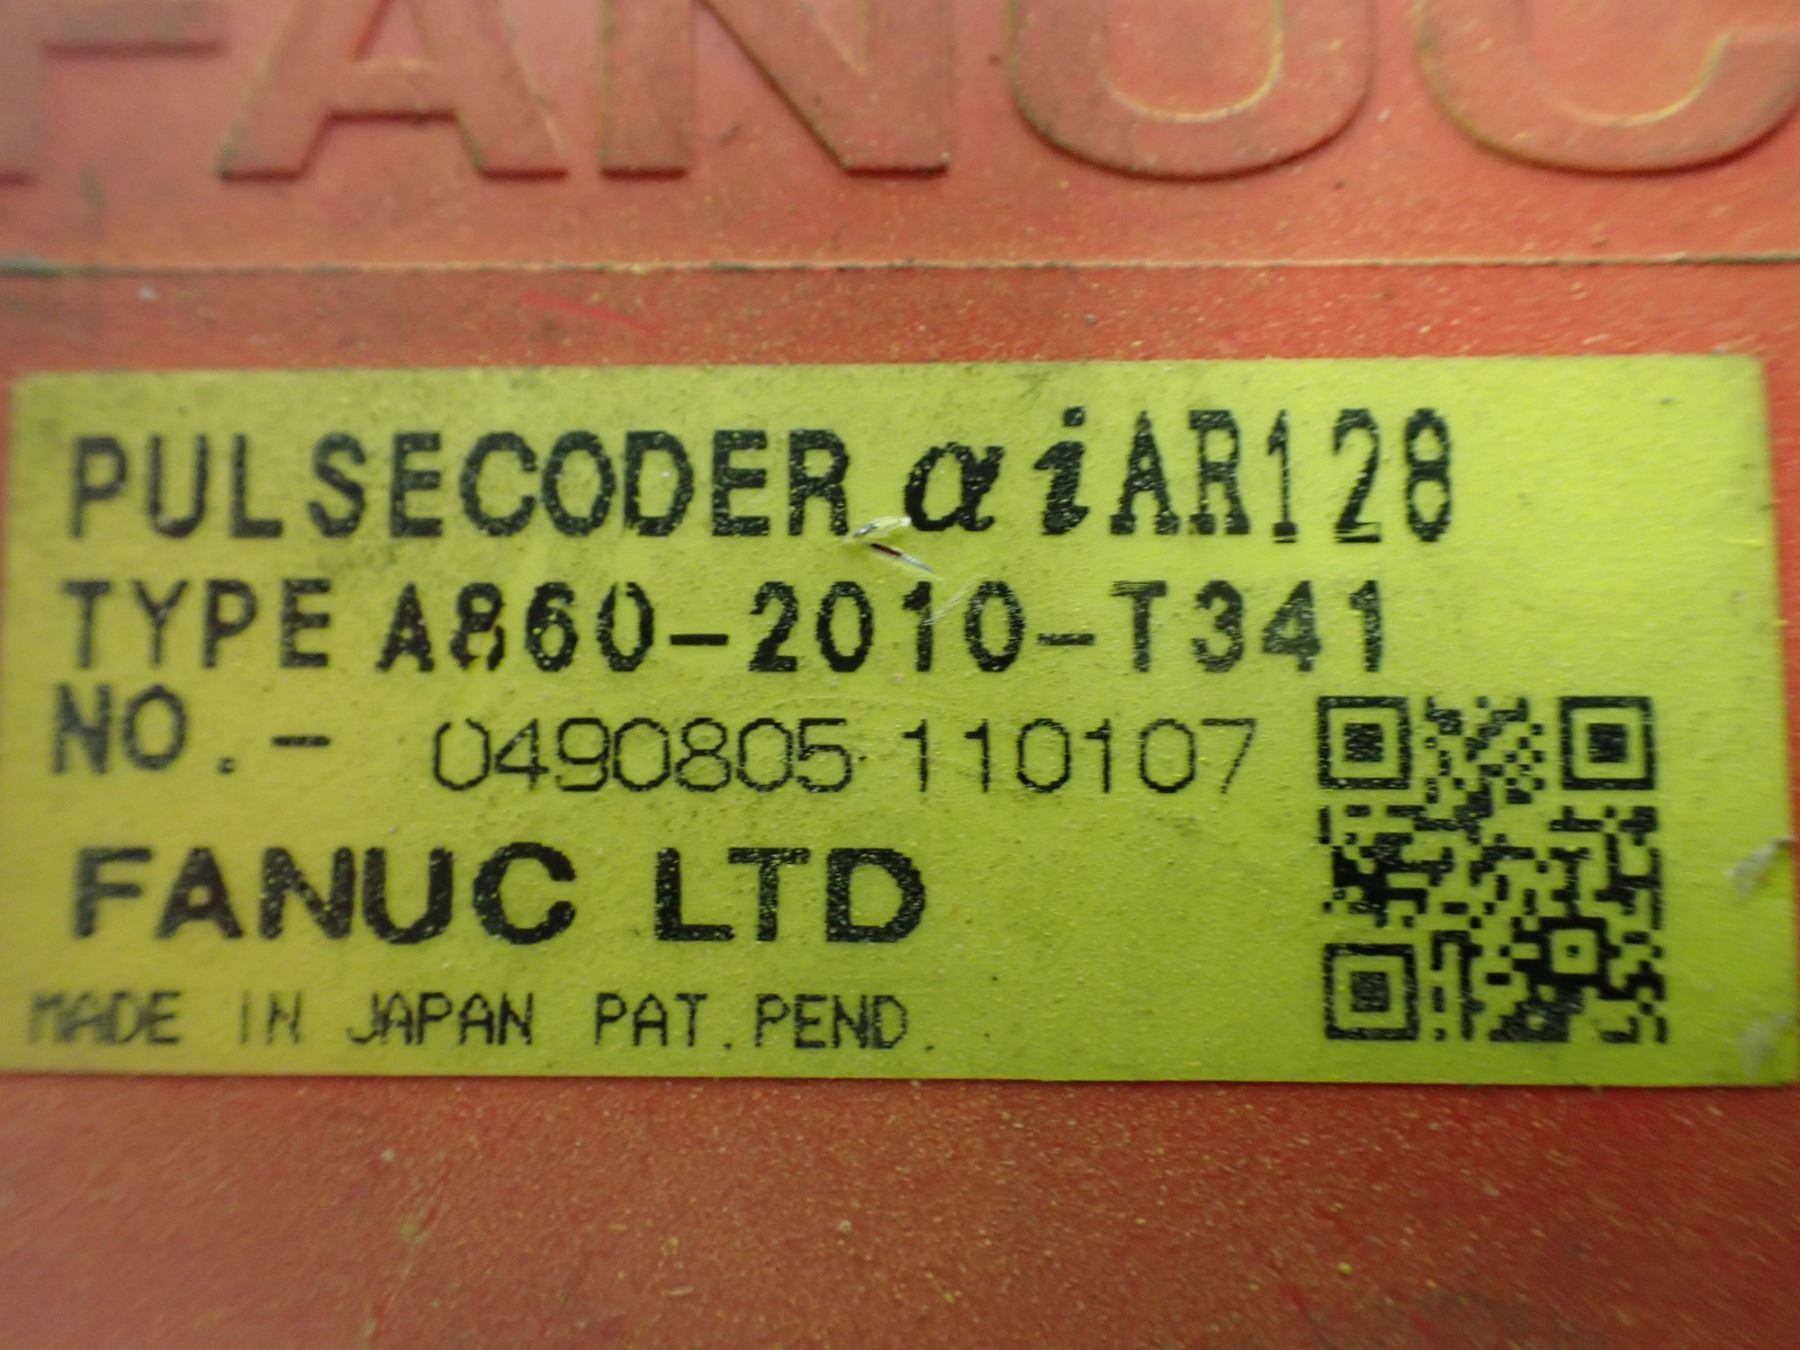 FANUC
PULSECODER αiAR128
TYPE A860-2010-T341
NO.- 0490805 110107
FANUC LTD
MADE IN JAPAN PAT. PEND.